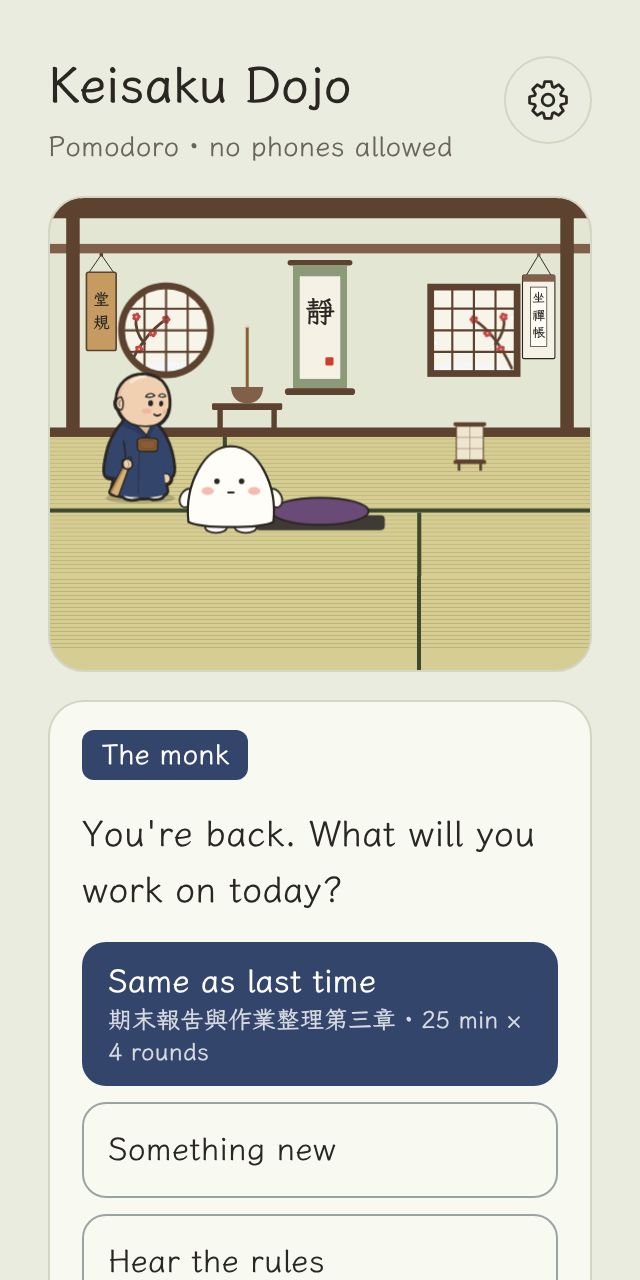 Keisaku Dojo
Pomodoro • no phones allowed
堂規
靜
坐禪帳
The monk
You're back. What will you
work on today?
Same as last time
期末報告與作業整理第三章 • 25 min ×
4 rounds
Something new
Hear the rules